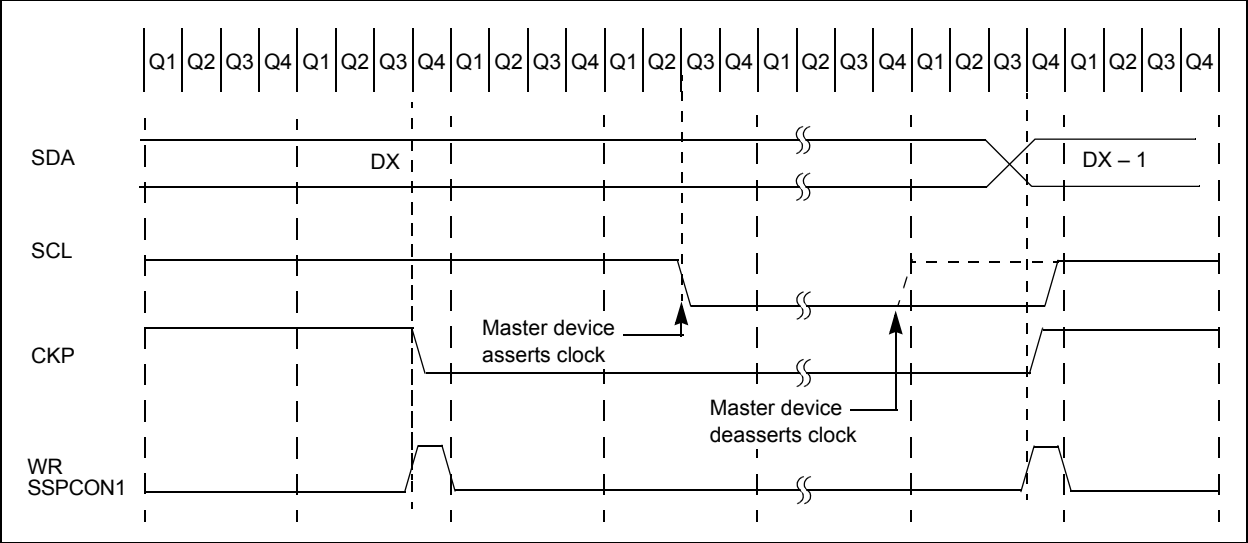 Q1 Q2 Q3 Q4 Q1 Q2 Q3 Q4 Q1 Q2 Q3 Q4 Q1 Q2 Q3 Q4 Q1 Q2 Q3 Q4 Q1 Q2 Q3 Q4 Q1 Q2 Q3 Q4
SDA
DX
DX – 1
SCL
Master device
asserts clock
CKP
Master device
deasserts clock
WR
SSPCON1